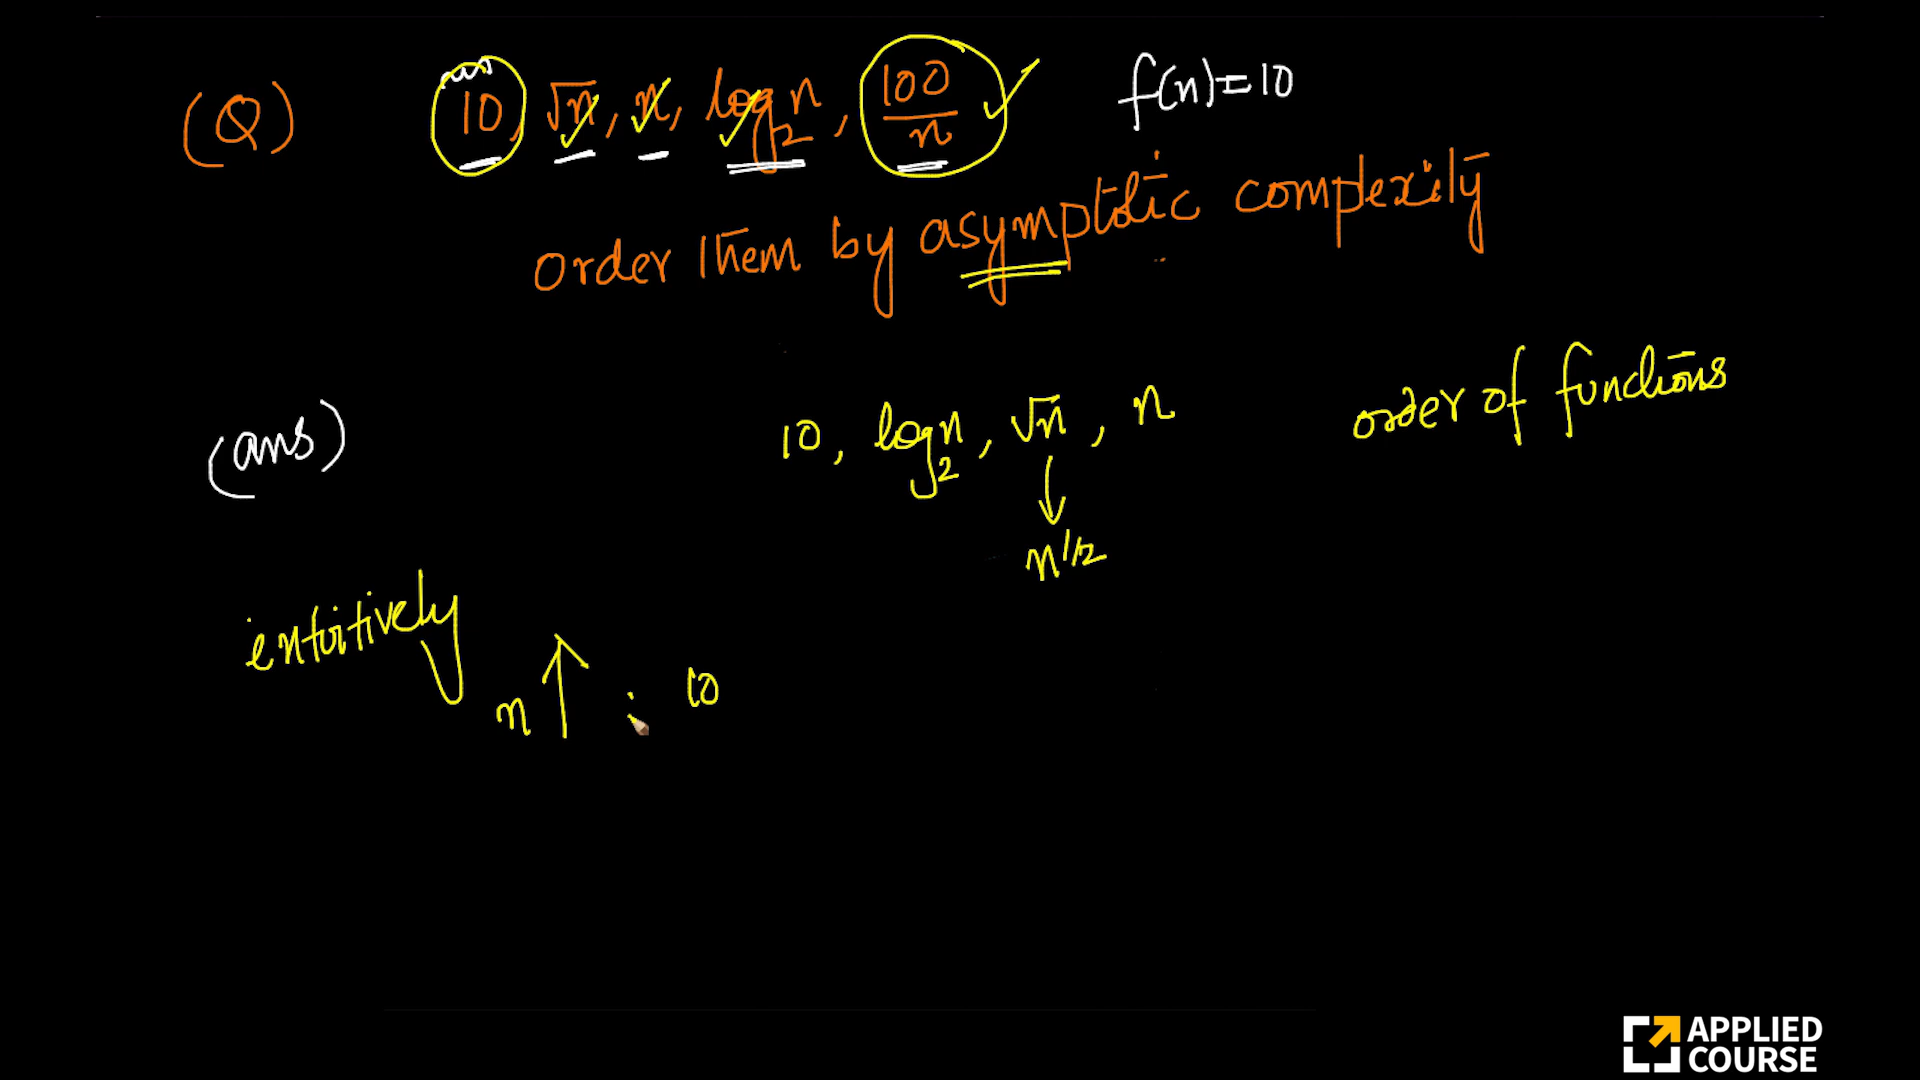 (Q) 10, √n, n, log₂n, 100/n f(n)=10
order them by asymptotic complexity
(ans) 10, log₂n, √n, n order of functions
n^1/2
intuitively
n↑ : 10
APPLIED
COURSE